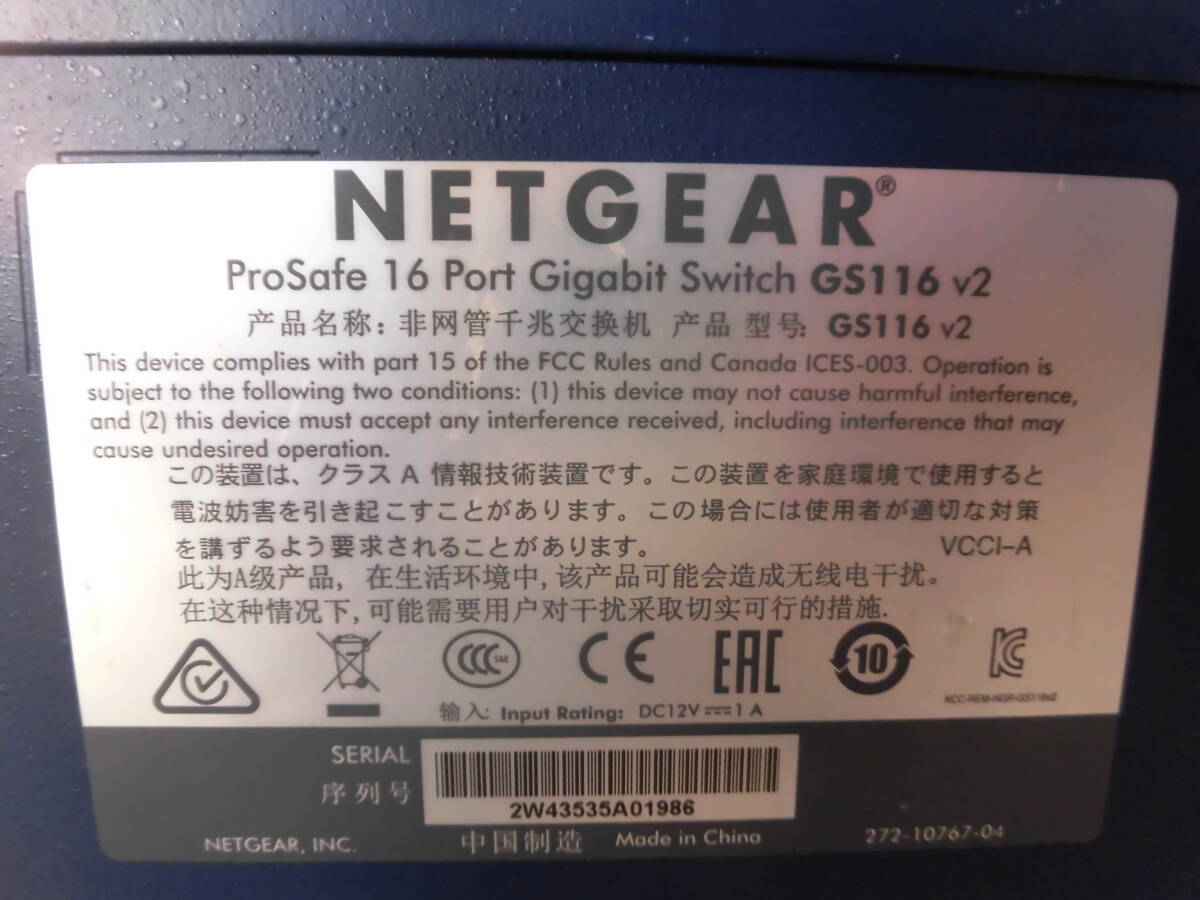 NETGEAR®
ProSafe 16 Port Gigabit Switch GS116 v2
产品名称：非网管千兆交换机 产品 型号: GS116 v2
This device complies with part 15 of the FCC Rules and Canada ICES-003. Operation is
subject to the following two conditions: (1) this device may not cause harmful interference,
and (2) this device must accept any interference received, including interference that may
cause undesired operation.
この装置は、クラス A 情報技術装置です。この装置を家庭環境で使用すると
電波妨害を引き起こすことがあります。この場合には使用者が適切な対策
を講ずるよう要求されることがあります。 VCCI-A
此为A级产品, 在生活环境中,该产品可能会造成无线电干扰。
在这种情况下,可能需要用户对干扰采取切实可行的措施.
CCC S&E CE EAC 10 KC
KCC-REM-NGR-GS116v2
输入: Input Rating: DC12V⎓1 A
SERIAL
序列号
2W43535A01986
NETGEAR, INC. 中国制造 Made in China 272-10767-04